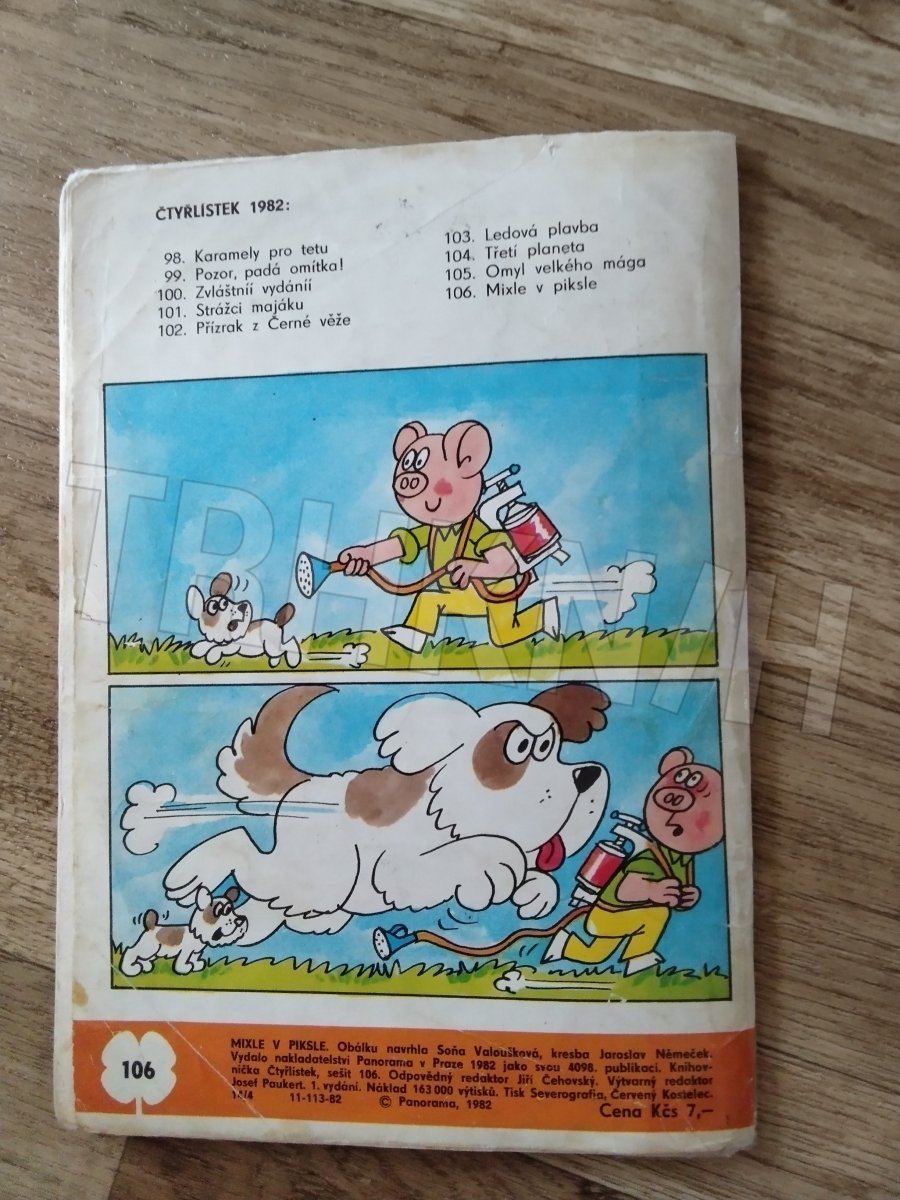 ČTYŘLÍSTEK 1982:
98. Karamely pro tetu
99. Pozor, padá omítka!
100. Zvláštníí vydáníí
101. Strážci majáku
102. Přízrak z Černé věže
103. Ledová plavba
104. Třetí planeta
105. Omyl velkého mága
106. Mixle v piksle
106
MIXLE V PIKSLE. Obálku navrhla Soňa Valoušková, kresba Jaroslav Němeček.
Vydalo nakladatelství Panorama v Praze 1982 jako svou 4098. publikaci. Knihov-
nička Čtyřlístek, sešit 106. Odpovědný redaktor Jiří Čehovský. Výtvarný redaktor
Josef Paukert. 1. vydání. Náklad 163 000 výtisků. Tisk Severografia, Červený Kostelec.
14/4 11-113-82 © Panorama, 1982
Cena Kčs 7,—